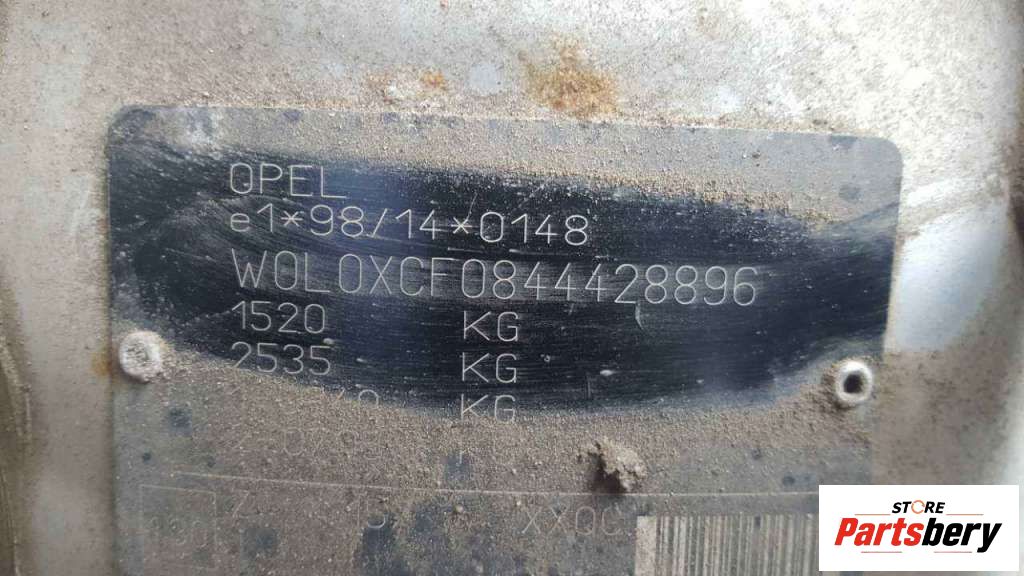 OPEL
e1*98/14*0148
W0L0XCF0844428896
1520 KG
2535 KG
KG
STORE
Partsbery